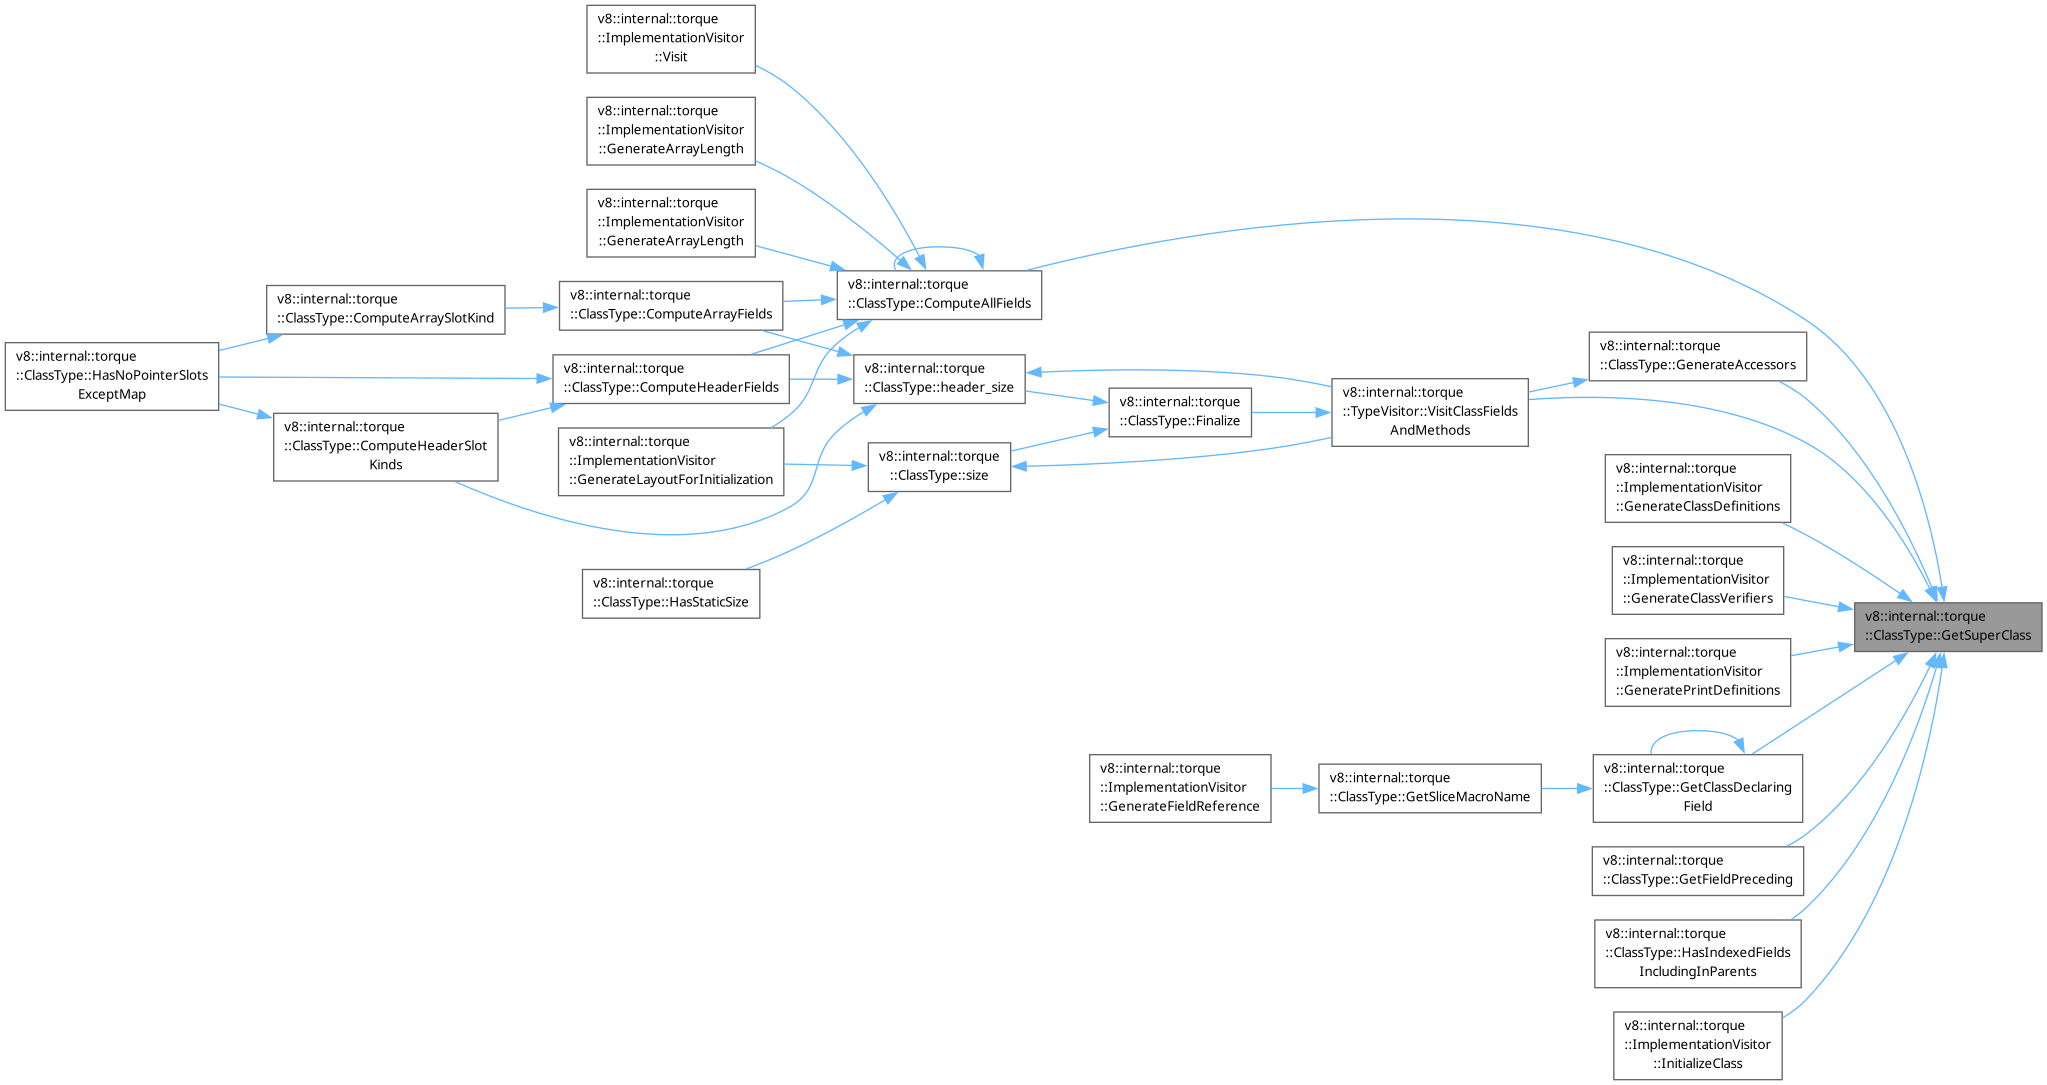 v8::internal::torque
::ImplementationVisitor
::Visit
v8::internal::torque
::ImplementationVisitor
::GenerateArrayLength
v8::internal::torque
::ImplementationVisitor
::GenerateArrayLength
v8::internal::torque
::ClassType::ComputeAllFields
v8::internal::torque
::ClassType::ComputeArraySlotKind
v8::internal::torque
::ClassType::ComputeArrayFields
v8::internal::torque
::ClassType::HasNoPointerSlots
ExceptMap
v8::internal::torque
::ClassType::ComputeHeaderFields
v8::internal::torque
::ClassType::header_size
v8::internal::torque
::ClassType::GenerateAccessors
v8::internal::torque
::ClassType::Finalize
v8::internal::torque
::TypeVisitor::VisitClassFields
AndMethods
v8::internal::torque
::ClassType::ComputeHeaderSlot
Kinds
v8::internal::torque
::ImplementationVisitor
::GenerateLayoutForInitialization
v8::internal::torque
::ClassType::size
v8::internal::torque
::ImplementationVisitor
::GenerateClassDefinitions
v8::internal::torque
::ClassType::HasStaticSize
v8::internal::torque
::ImplementationVisitor
::GenerateClassVerifiers
v8::internal::torque
::ClassType::GetSuperClass
v8::internal::torque
::ImplementationVisitor
::GeneratePrintDefinitions
v8::internal::torque
::ImplementationVisitor
::GenerateFieldReference
v8::internal::torque
::ClassType::GetSliceMacroName
v8::internal::torque
::ClassType::GetClassDeclaring
Field
v8::internal::torque
::ClassType::GetFieldPreceding
v8::internal::torque
::ClassType::HasIndexedFields
IncludingInParents
v8::internal::torque
::ImplementationVisitor
::InitializeClass